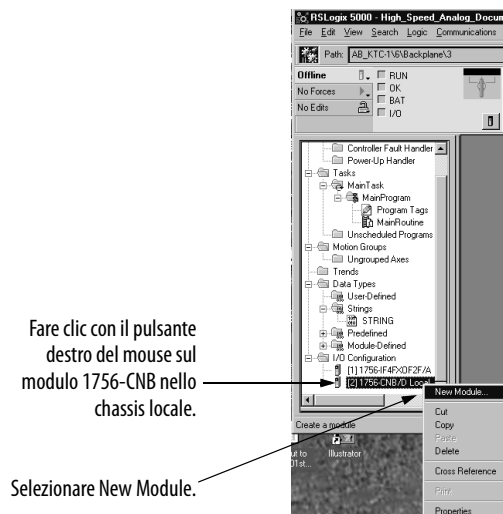 RSLogix 5000 - High_Speed_Analog_Docum
File Edit View Search Logic Communications
Path: AB_KTC-1\6\Backplane\3
Offline
RUN
No Forces
OK
BAT
No Edits
I/O
Controller Fault Handler
Power-Up Handler
Tasks
MainTask
MainProgram
Program Tags
MainRoutine
Unscheduled Programs
Motion Groups
Ungrouped Axes
Trends
Data Types
User-Defined
Strings
STRING
Predefined
Module-Defined
I/O Configuration
[1] 1756-IF4FXOF2F/A
[2] 1756-CNB/D Local
Fare clic con il pulsante
destro del mouse sul
modulo 1756-CNB nello
chassis locale.
Create a module
New Module...
Cut
Copy
Paste
Delete
Cross Reference
Print
Properties
ut to
01st...
Illustrator
Selezionare New Module.